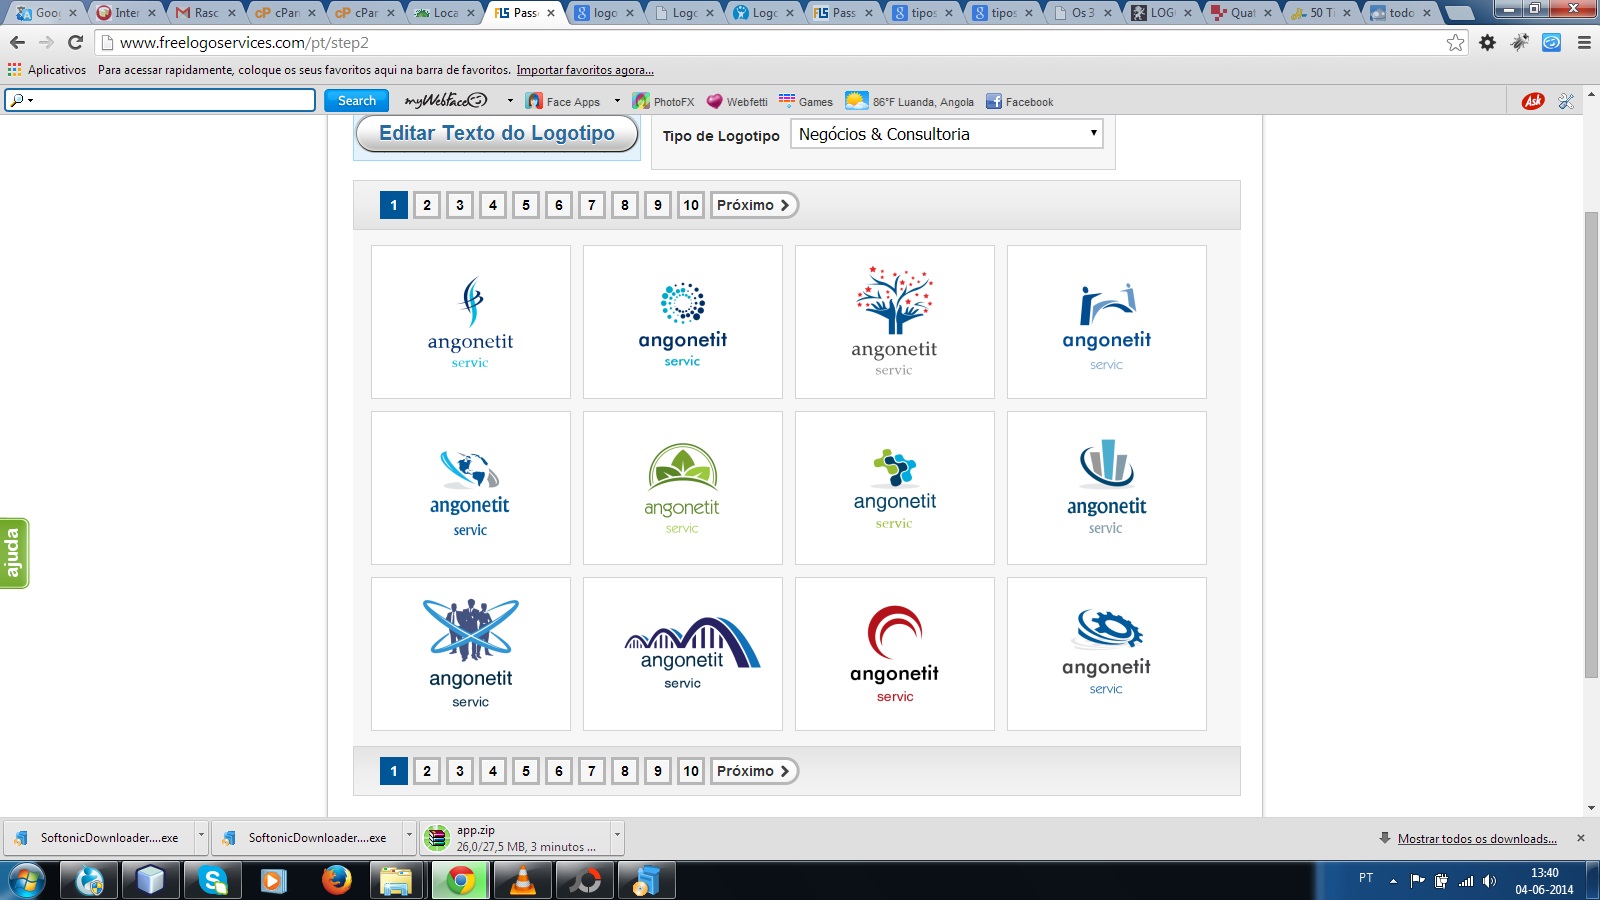 Goo
Inter
Rasc
cPar
cPar
Loca
FLS Pass
logo
Logo
Logo
FLS Pass
tipos
tipos
Os 3
LOG
Quat
50 T
todo
www.freelogoservices.com/pt/step2
Aplicativos Para acessar rapidamente, coloque os seus favoritos aqui na barra de favoritos. Importar favoritos agora...
Search myWebFace Face Apps PhotoFX Webfetti Games 86°F Luanda, Angola Facebook Ask
Editar Texto do Logotipo
Tipo de Logotipo Negócios & Consultoria
1 2 3 4 5 6 7 8 9 10 Próximo
angonetit
servic
angonetit
servic
angonetit
servic
angonetit
servic
angonetit
servic
angonetit
servic
angonetit
servic
angonetit
servic
angonetit
servic
angonetit
servic
angonetit
servic
angonetit
servic
ajuda
1 2 3 4 5 6 7 8 9 10 Próximo
SoftonicDownloader....exe
SoftonicDownloader....exe
app.zip
26,0/27,5 MB, 3 minutos ...
Mostrar todos os downloads...
PT
13:40
04-06-2014